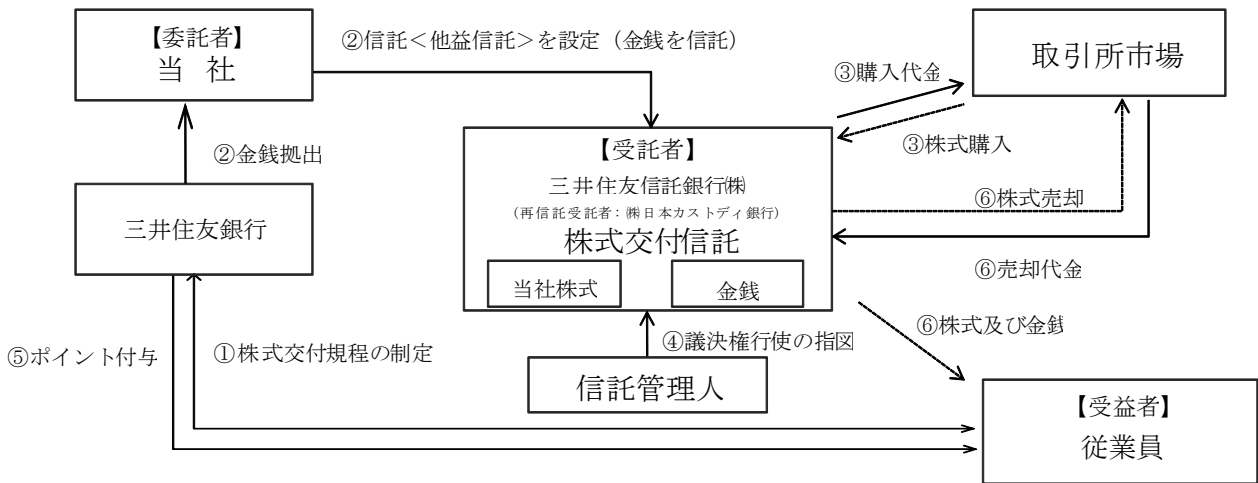 【委託者】
当 社
②信託＜他益信託＞を設定（金銭を信託）
取引所市場
③購入代金
③株式購入
②金銭拠出
【受託者】
三井住友信託銀行㈱
（再信託受託者：㈱日本カストディ銀行）
株式交付信託
当社株式
金銭
三井住友銀行
⑥株式売却
⑥売却代金
⑥株式及び金銭
⑤ポイント付与
①株式交付規程の制定
④議決権行使の指図
信託管理人
【受益者】
従業員